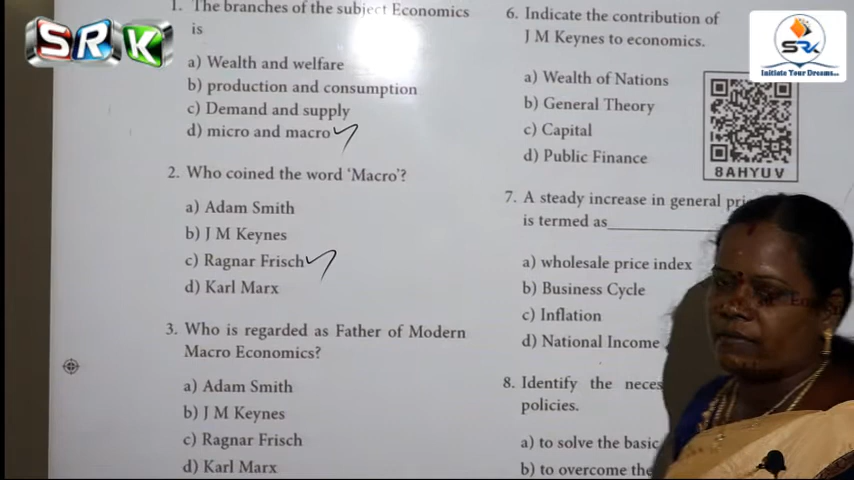 SRK
SRK
Initiate Your Dreams...
1. The branches of the subject Economics
is
a) Wealth and welfare
b) production and consumption
c) Demand and supply
d) micro and macro
2. Who coined the word ‘Macro’?
a) Adam Smith
b) J M Keynes
c) Ragnar Frisch
d) Karl Marx
3. Who is regarded as Father of Modern
Macro Economics?
a) Adam Smith
b) J M Keynes
c) Ragnar Frisch
d) Karl Marx
6. Indicate the contribution of
J M Keynes to economics.
a) Wealth of Nations
b) General Theory
c) Capital
d) Public Finance
8AHYUV
7. A steady increase in general
is termed as
a) wholesale price index
b) Business Cycle
c) Inflation
d) National Income
8. Identify the
policies.
a) to solve the basic
b) to overcome the